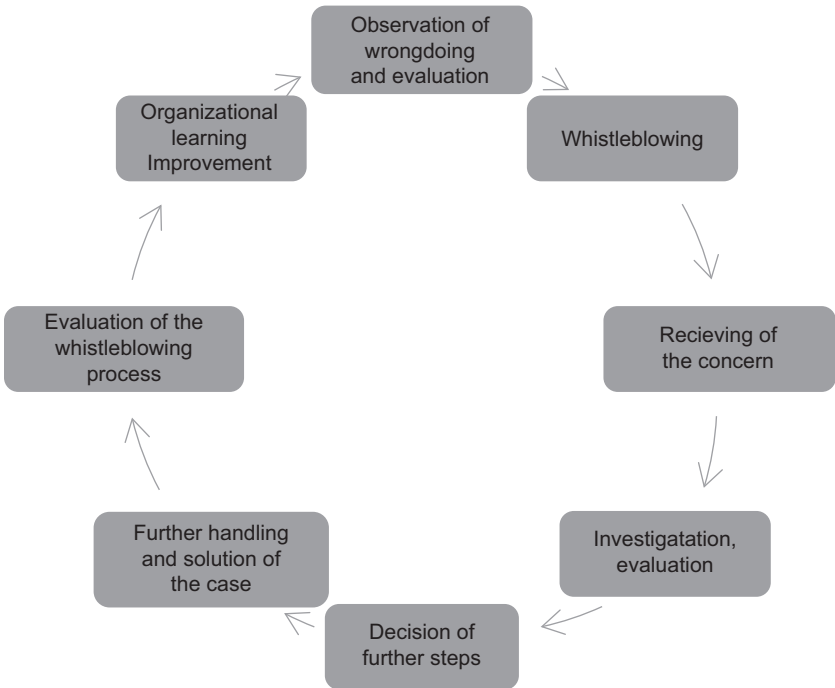 Observation of
wrongdoing
and evaluation
Whistleblowing
Recieving of
the concern
Investigatation,
evaluation
Decision of
further steps
Further handling
and solution of
the case
Evaluation of the
whistleblowing
process
Organizational
learning
Improvement